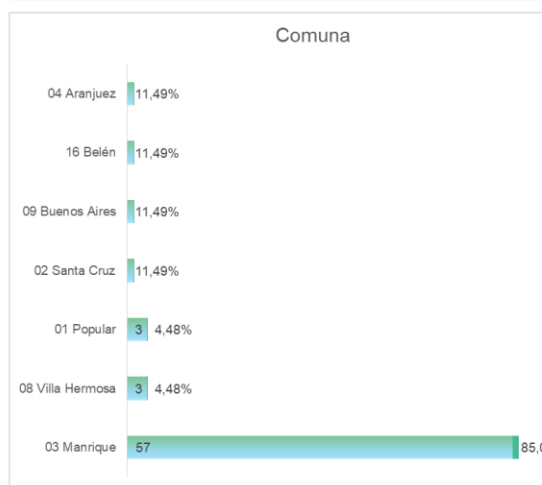 Comuna
04 Aranjuez 11,49%
16 Belén 11,49%
09 Buenos Aires 11,49%
02 Santa Cruz 11,49%
01 Popular 3 4,48%
08 Villa Hermosa 3 4,48%
03 Manrique 57 85,0